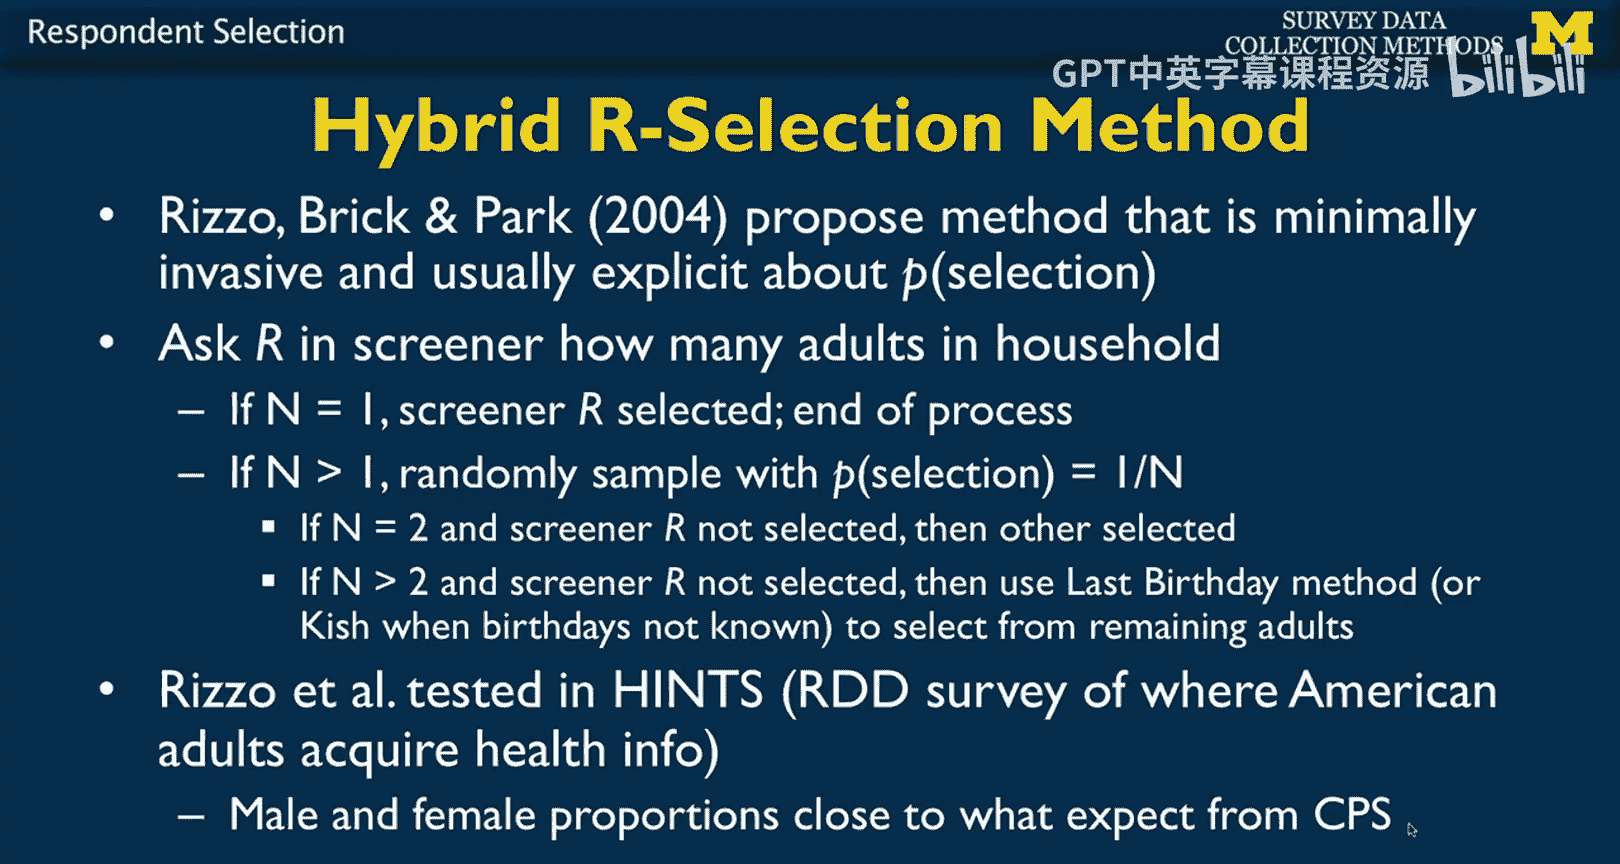 Respondent Selection
SURVEY DATA
COLLECTION METHODS
M
GPT中英字幕课程资源 bilibili
Hybrid R-Selection Method
• Rizzo, Brick & Park (2004) propose method that is minimally
invasive and usually explicit about p(selection)
• Ask R in screener how many adults in household
– If N = 1, screener R selected; end of process
– If N > 1, randomly sample with p(selection) = 1/N
▪ If N = 2 and screener R not selected, then other selected
▪ If N > 2 and screener R not selected, then use Last Birthday method (or
Kish when birthdays not known) to select from remaining adults
• Rizzo et al. tested in HINTS (RDD survey of where American
adults acquire health info)
– Male and female proportions close to what expect from CPS